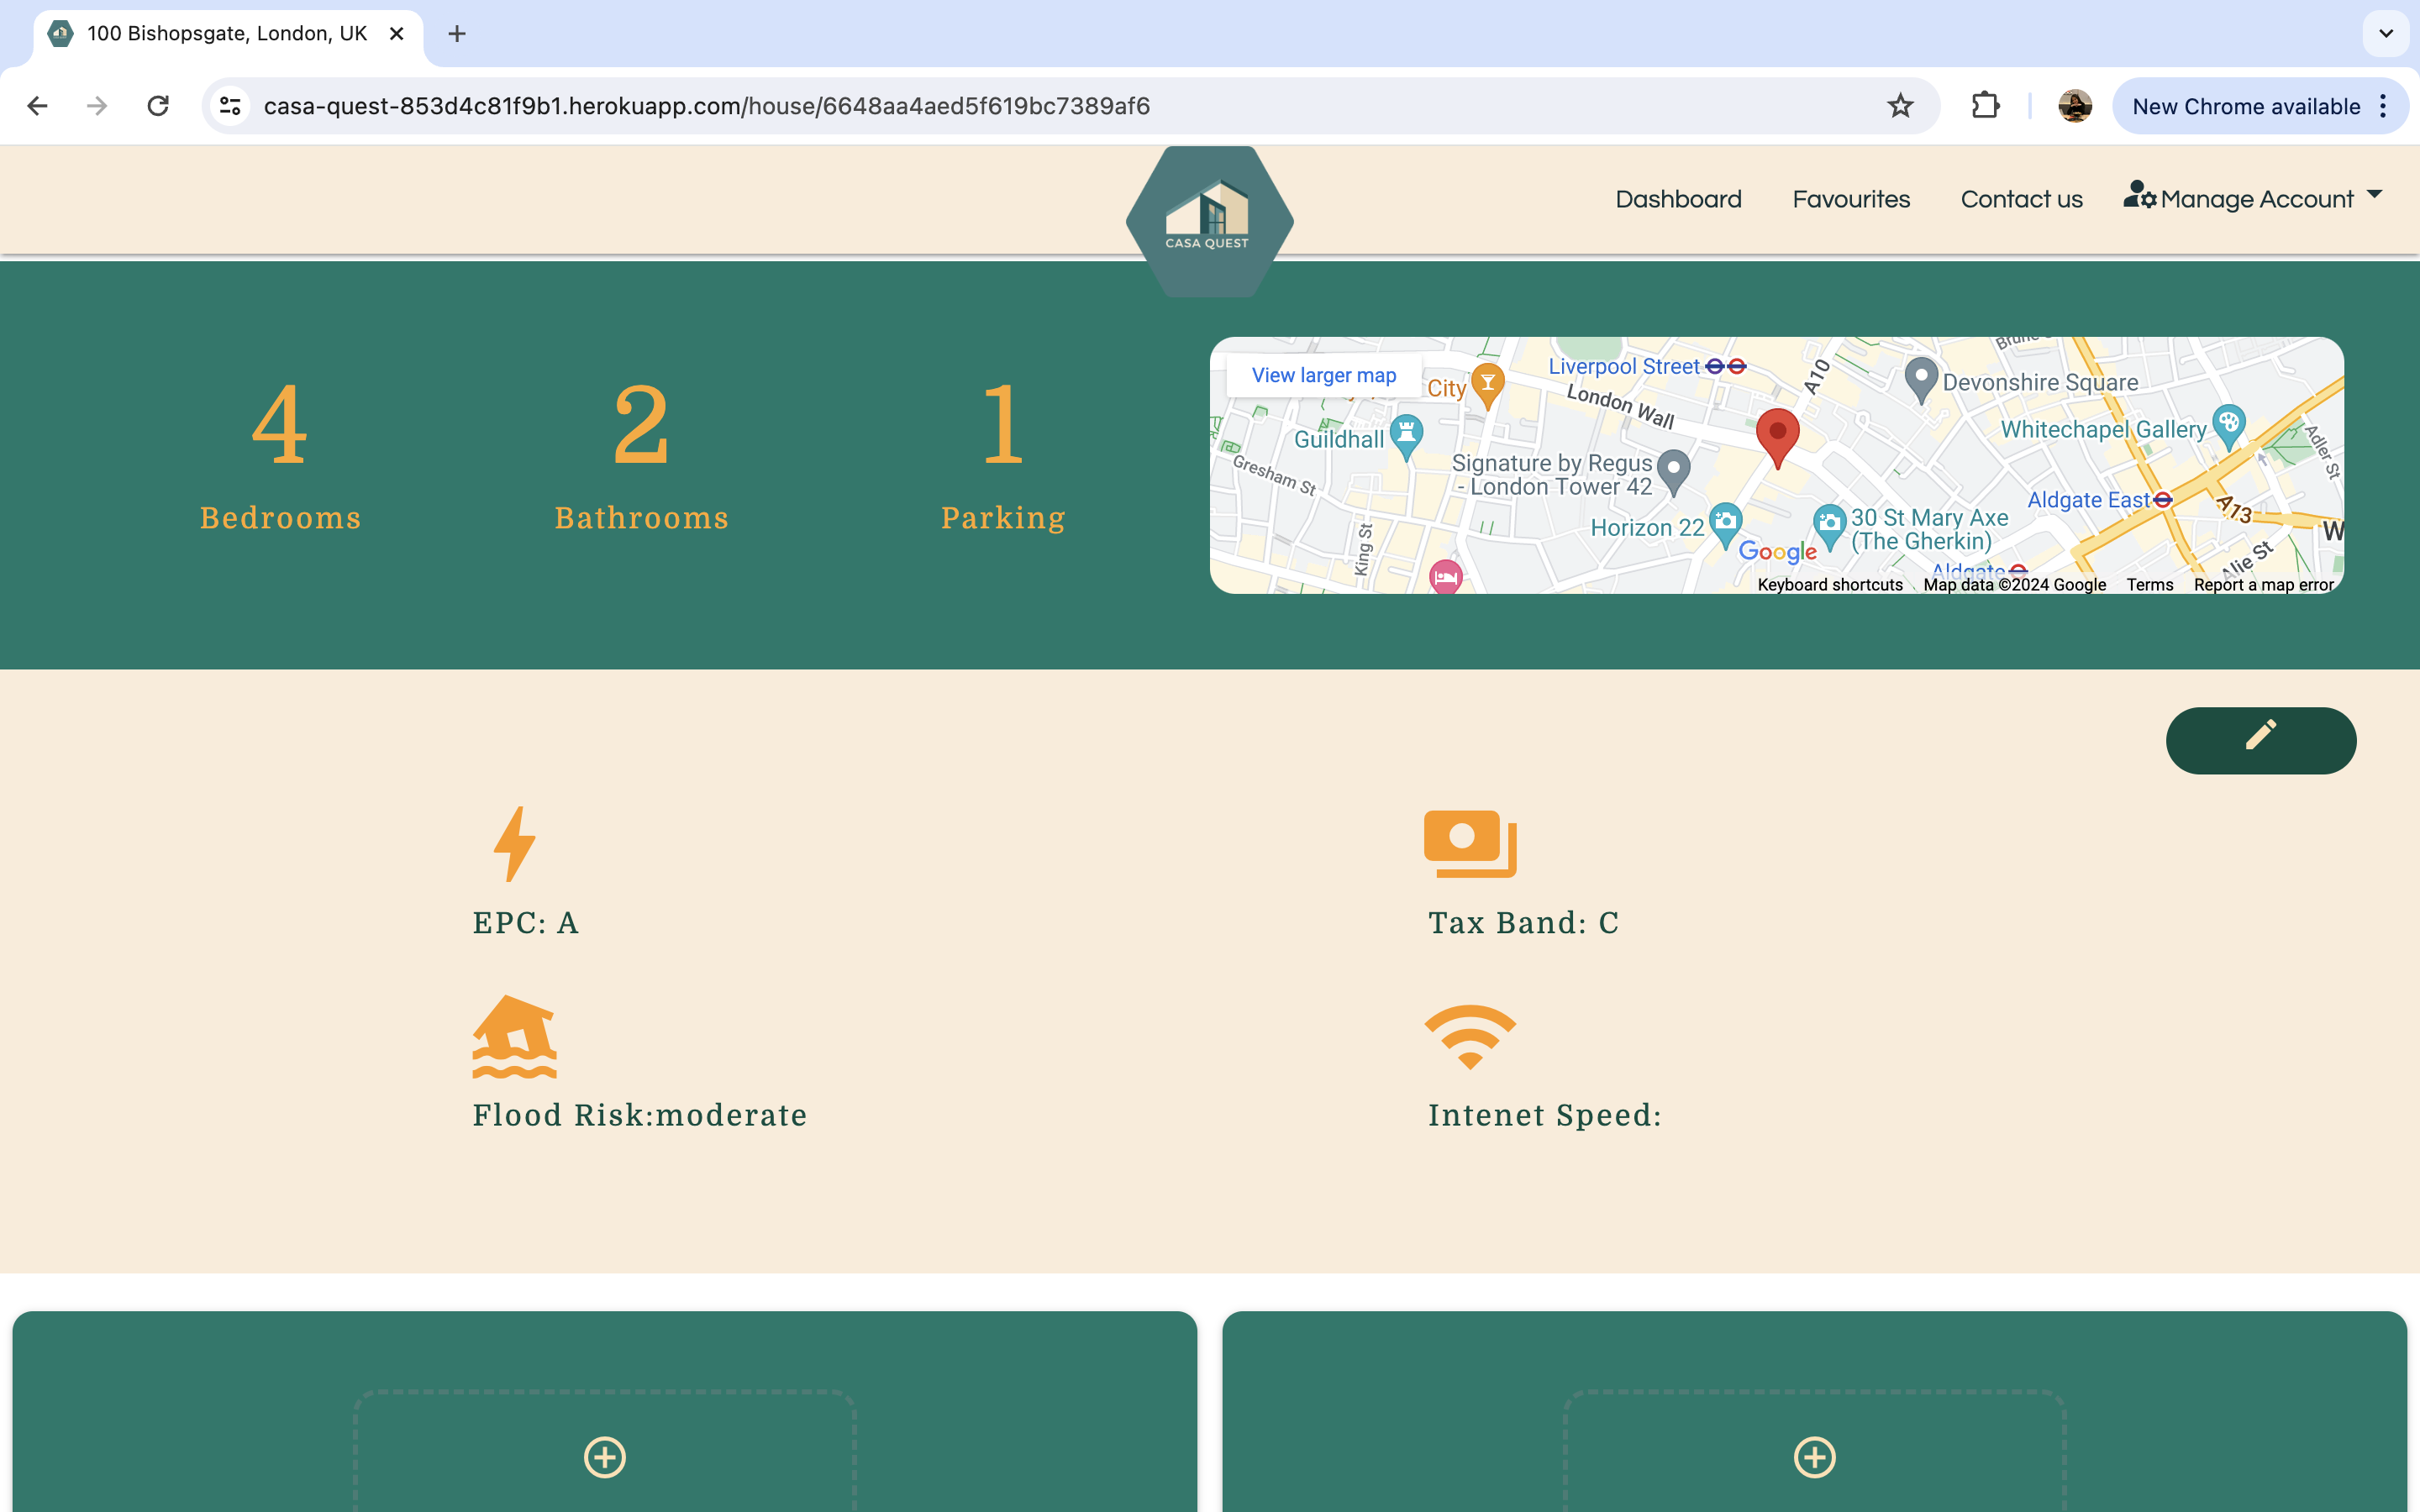 100 Bishopsgate, London, UK
casa-quest-853d4c81f9b1.herokuapp.com/house/6648aa4aed5f619bc7389af6
New Chrome available
CASA QUEST
Dashboard
Favourites
Contact us
Manage Account
4
Bedrooms
2
Bathrooms
1
Parking
View larger map
City
Liverpool Street
London Wall
A10
Devonshire Square
Guildhall
Gresham St
Signature by Regus
- London Tower 42
Whitechapel Gallery
Adler St
Aldgate East
A13
Horizon 22
30 St Mary Axe
(The Gherkin)
King St
Google
Aldgate
Alie St
W
Keyboard shortcuts
Map data ©2024 Google
Terms
Report a map error
EPC: A
Tax Band: C
Flood Risk:moderate
Intenet Speed: